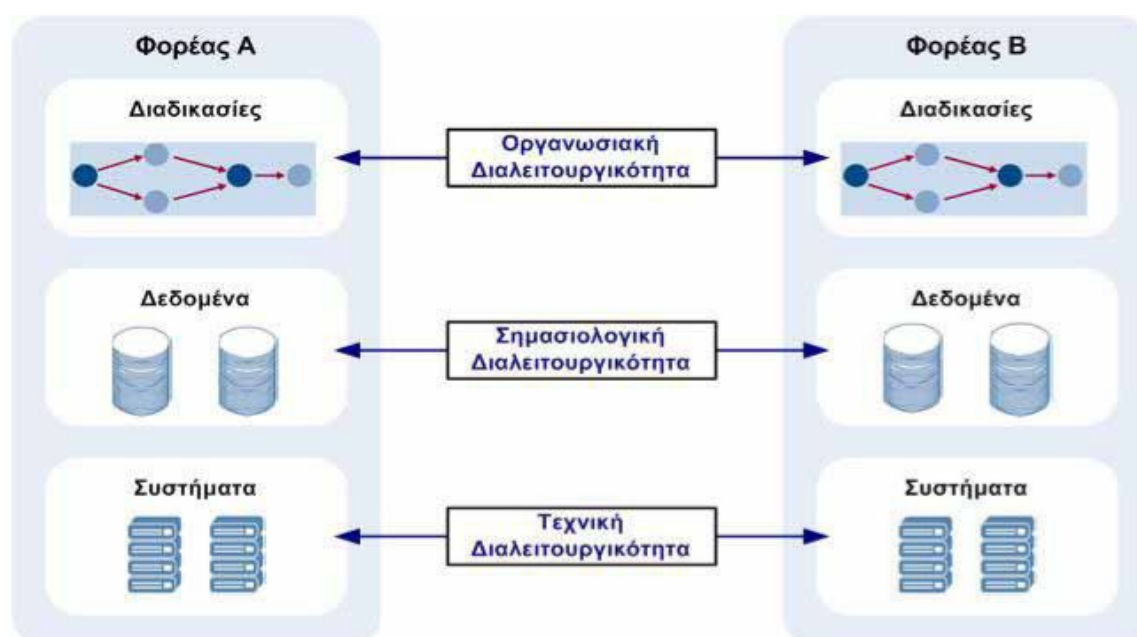 Φορέας Α
Φορέας Β
Διαδικασίες
Οργανωσιακή
Διαλειτουργικότητα
Διαδικασίες
Δεδομένα
Σημασιολογική
Διαλειτουργικότητα
Δεδομένα
Συστήματα
Τεχνική
Διαλειτουργικότητα
Συστήματα